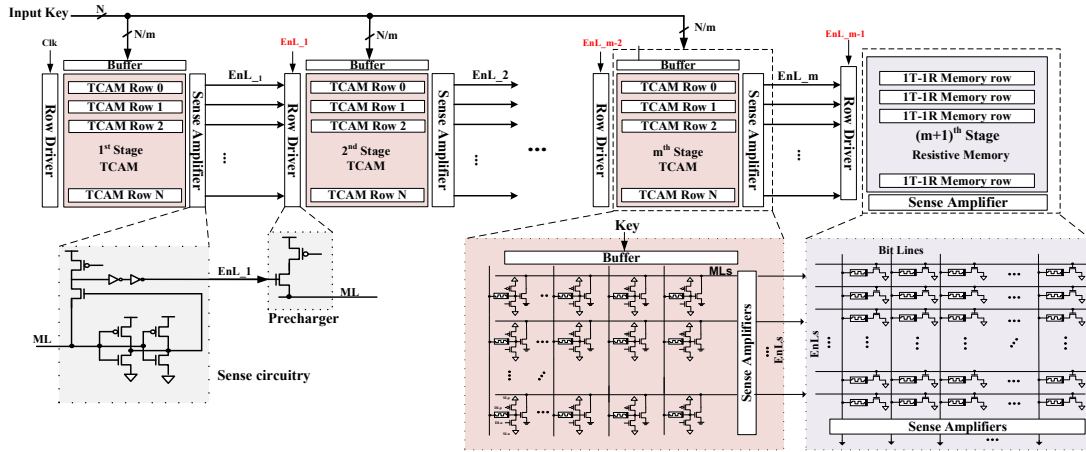 Input Key
N
N/m
N/m
N/m
Clk
EnL_1
EnL_m-2
EnL_m-1
Buffer
Buffer
Buffer
Row Driver
TCAM Row 0
TCAM Row 1
TCAM Row 2
1st Stage
TCAM
TCAM Row N
Sense Amplifier
EnL_1
Row Driver
TCAM Row 0
TCAM Row 1
TCAM Row 2
2nd Stage
TCAM
TCAM Row N
Sense Amplifier
EnL_2
Row Driver
TCAM Row 0
TCAM Row 1
TCAM Row 2
mth Stage
TCAM
TCAM Row N
Sense Amplifier
EnL_m
Row Driver
1T-1R Memory row
1T-1R Memory row
1T-1R Memory row
(m+1)th Stage
Resistive Memory
1T-1R Memory row
Sense Amplifier
EnL_1
ML
Precharger
ML
Sense circuitry
Key
Buffer
MLs
Sense Amplifiers
EnLs
Bit Lines
EnLs
Sense Amplifiers